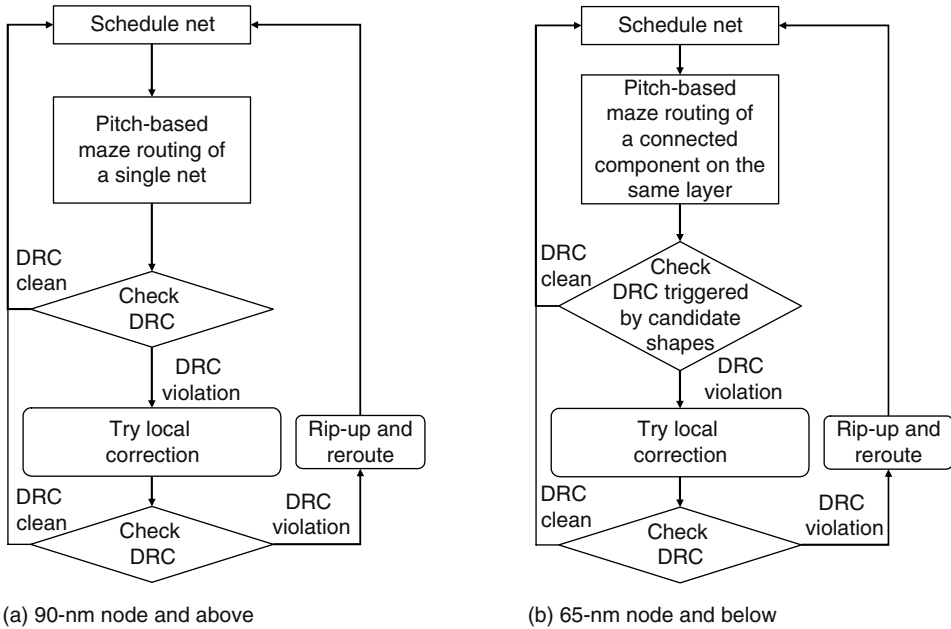 Schedule net
Pitch-based
maze routing of
a single net
DRC
clean
Check
DRC
DRC
violation
Try local
correction
Rip-up and
reroute
DRC
clean
Check
DRC
DRC
violation
(a) 90-nm node and above
Schedule net
Pitch-based
maze routing of
a connected
component on the
same layer
DRC
clean
Check
DRC triggered
by candidate
shapes
DRC
violation
Try local
correction
Rip-up and
reroute
DRC
clean
Check
DRC
DRC
violation
(b) 65-nm node and below